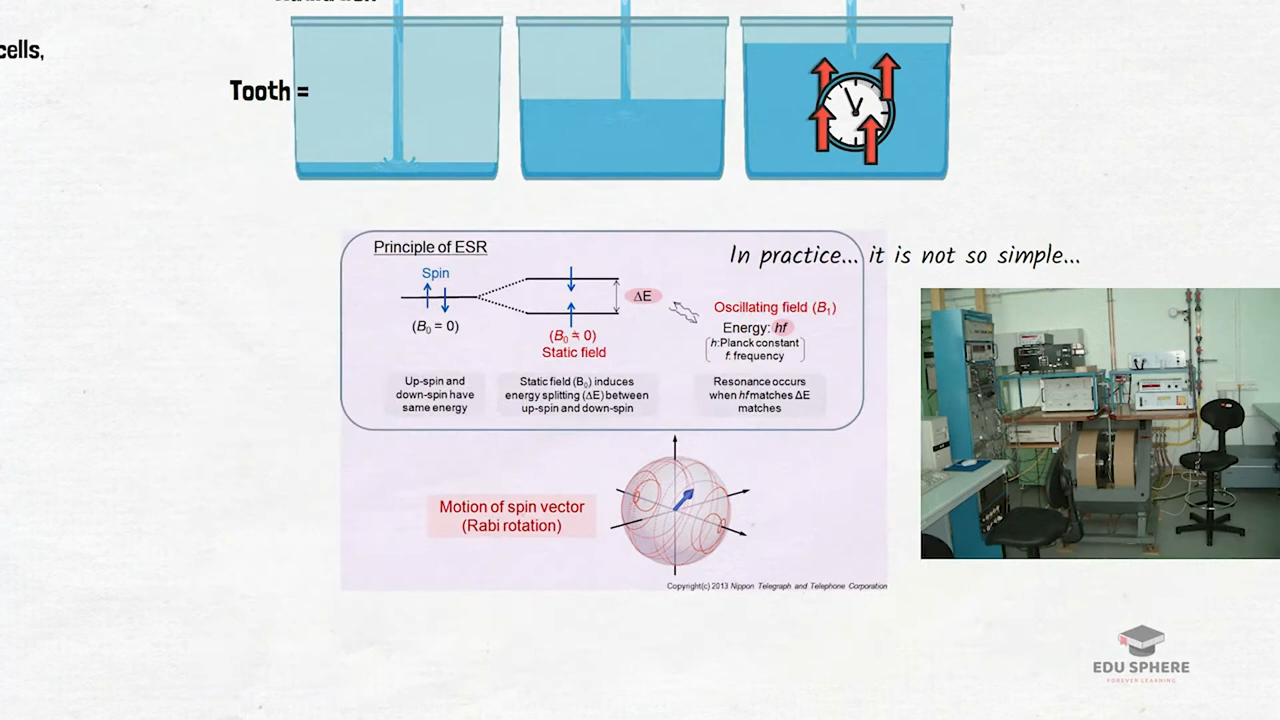 cells,
Tooth =
Principle of ESR
In practice... it is not so simple...
Spin
ΔE
Oscillating field (B₁)
(B₀ = 0)
Energy: hf
(B₀ ≠ 0)
h:Planck constant
Static field
f: frequency
Up-spin and
down-spin have
same energy
Static field (B₀) induces
energy splitting (ΔE) between
up-spin and down-spin
Resonance occurs
when hf matches ΔE
matches
Motion of spin vector
(Rabi rotation)
Copyright(c) 2013 Nippon Telegraph and Telephone Corporation
EDU SPHERE
FOREVER LEARNING